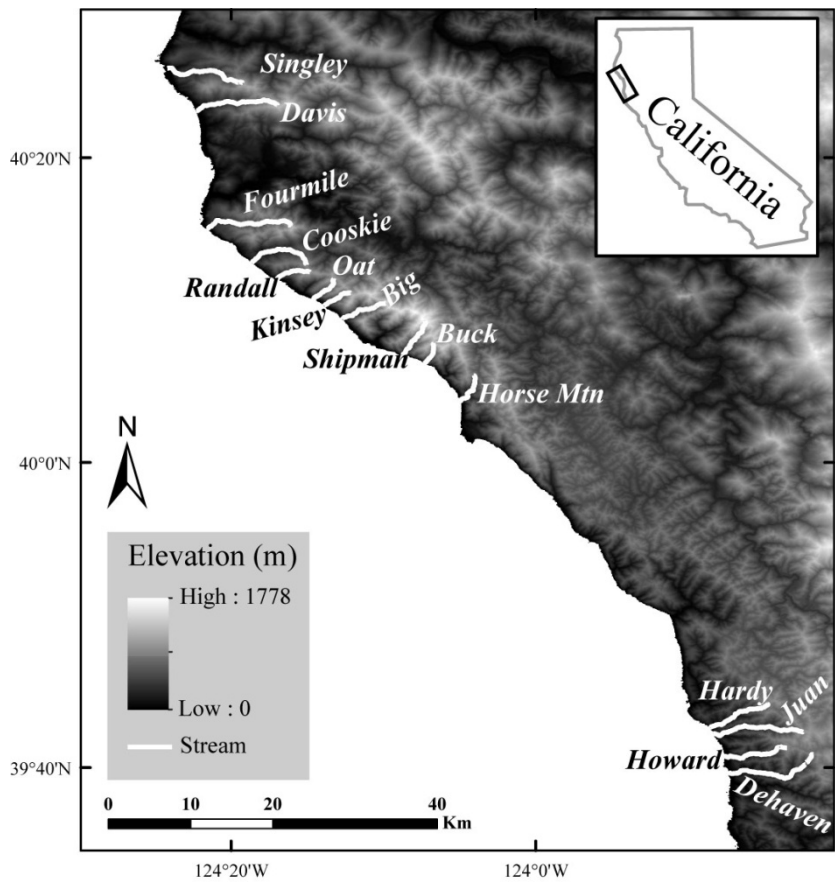 Singley
Davis
California
40°20'N
Fourmile
Cooskie
Oat
Randall
Big
Kinsey
Buck
Shipman
Horse Mtn
N
40°0'N
Elevation (m)
High : 1778
Low : 0
Stream
Hardy
Juan
Howard
39°40'N
Dehaven
0 10 20 40
Km
124°20'W 124°0'W